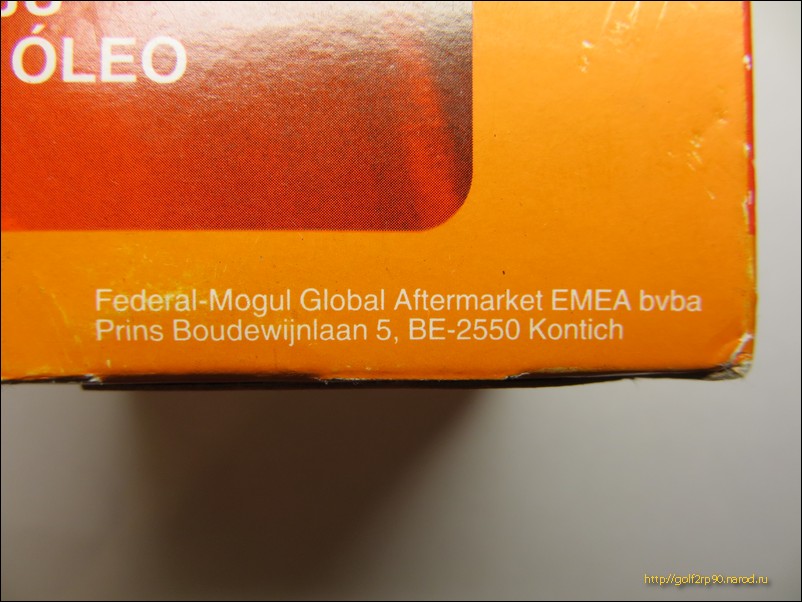 ÓLEO
Federal-Mogul Global Aftermarket EMEA bvba
Prins Boudewijnlaan 5, BE-2550 Kontich
http://golf2rp90.narod.ru